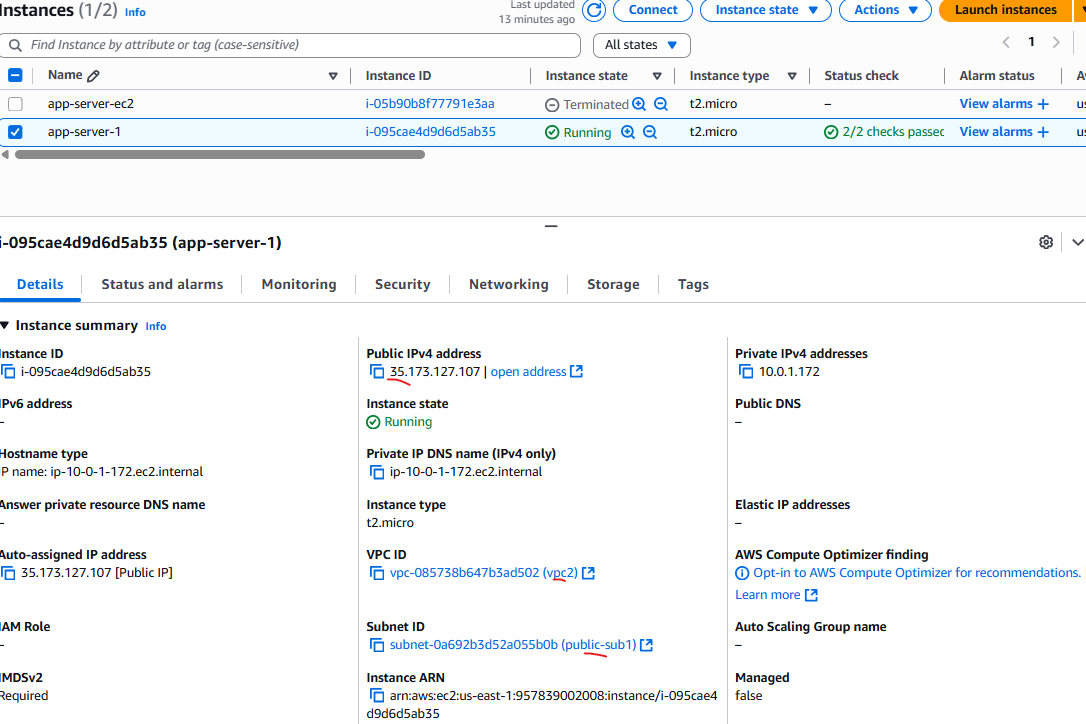 Instances (1/2) Info
Last updated
13 minutes ago
Connect Instance state Actions Launch instances
Find Instance by attribute or tag (case-sensitive) All states 1
Name Instance ID Instance state Instance type Status check Alarm status
app-server-ec2 i-05b90b8f77791e3aa Terminated t2.micro – View alarms +
app-server-1 i-095cae4d9d6d5ab35 Running t2.micro 2/2 checks passed View alarms +
i-095cae4d9d6d5ab35 (app-server-1)
Details Status and alarms Monitoring Security Networking Storage Tags
Instance summary Info
Instance ID Public IPv4 address Private IPv4 addresses
i-095cae4d9d6d5ab35 35.173.127.107 | open address 10.0.1.172
IPv6 address Instance state Public DNS
– Running –
Hostname type Private IP DNS name (IPv4 only)
IP name: ip-10-0-1-172.ec2.internal ip-10-0-1-172.ec2.internal
Answer private resource DNS name Instance type Elastic IP addresses
– t2.micro –
Auto-assigned IP address VPC ID AWS Compute Optimizer finding
35.173.127.107 [Public IP] vpc-085738b647b3ad502 (vpc2) Opt-in to AWS Compute Optimizer for recommendations.
Learn more
IAM Role Subnet ID Auto Scaling Group name
– subnet-0a692b3d52a055b0b (public-sub1) –
IMDSv2 Instance ARN Managed
Required arn:aws:ec2:us-east-1:957839002008:instance/i-095cae4 false
d9d6d5ab35